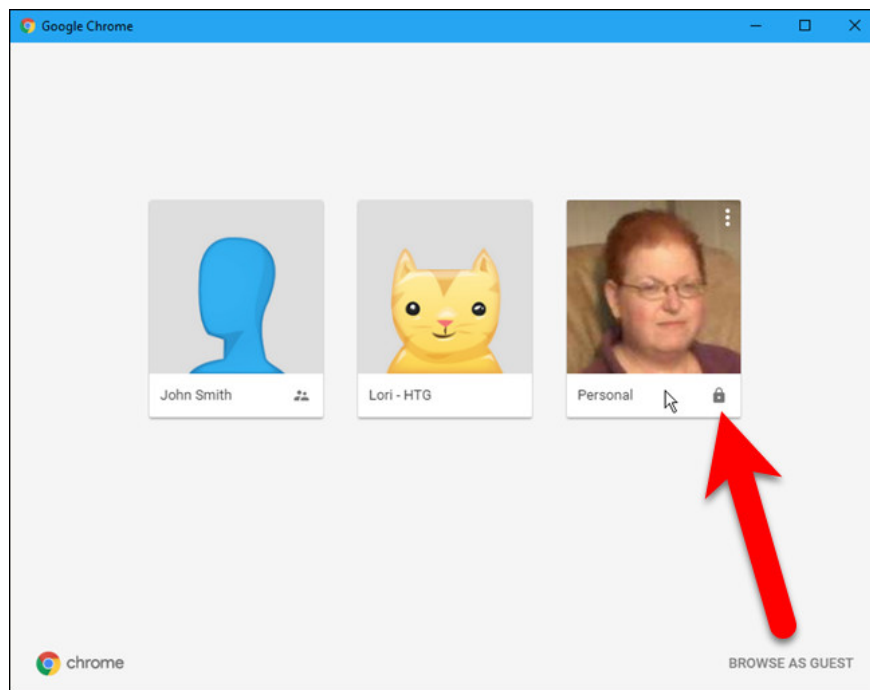 Google Chrome
John Smith
Lori - HTG
Personal
chrome
BROWSE AS GUEST